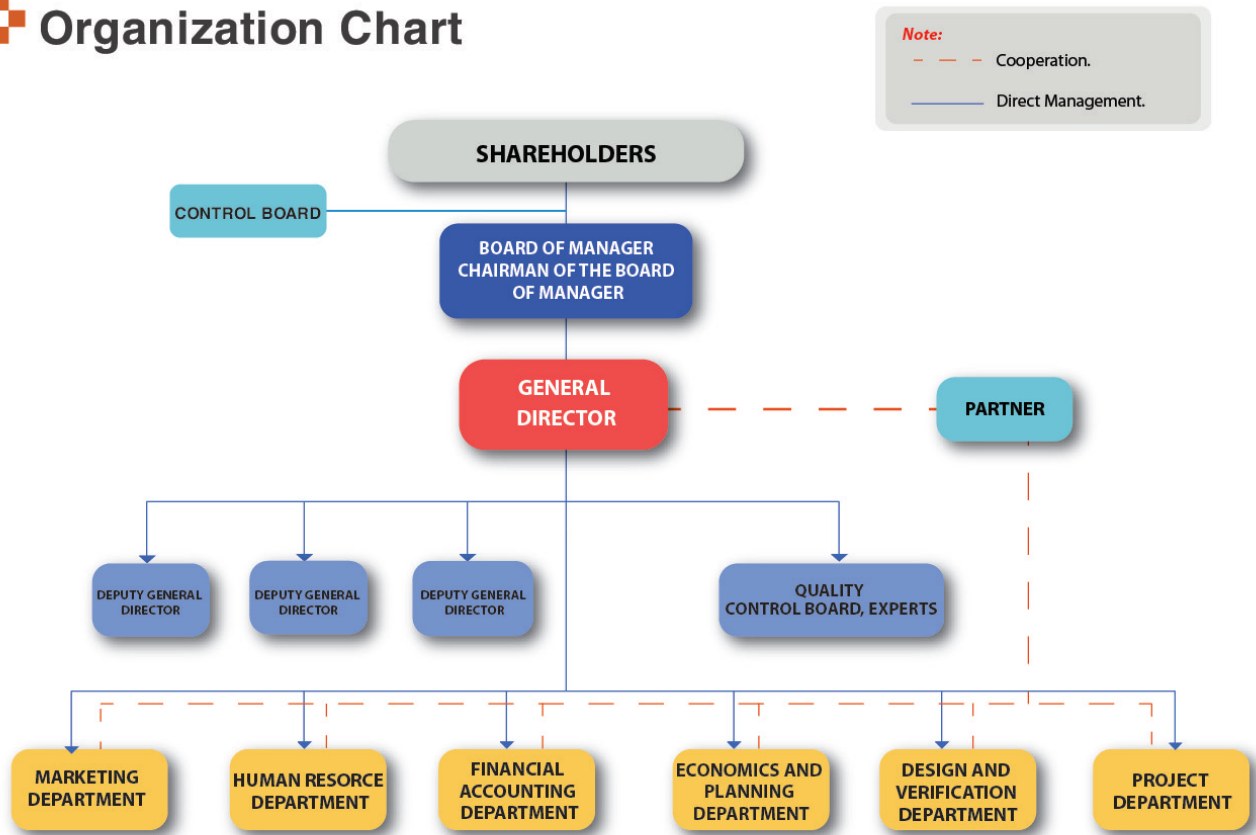 Organization Chart
Note:
Cooperation.
Direct Management.
SHAREHOLDERS
CONTROL BOARD
BOARD OF MANAGER
CHAIRMAN OF THE BOARD
OF MANAGER
GENERAL
DIRECTOR
PARTNER
DEPUTY GENERAL
DIRECTOR
DEPUTY GENERAL
DIRECTOR
DEPUTY GENERAL
DIRECTOR
QUALITY
CONTROL BOARD, EXPERTS
MARKETING
DEPARTMENT
HUMAN RESORCE
DEPARTMENT
FINANCIAL
ACCOUNTING
DEPARTMENT
ECONOMICS AND
PLANNING
DEPARTMENT
DESIGN AND
VERIFICATION
DEPARTMENT
PROJECT
DEPARTMENT